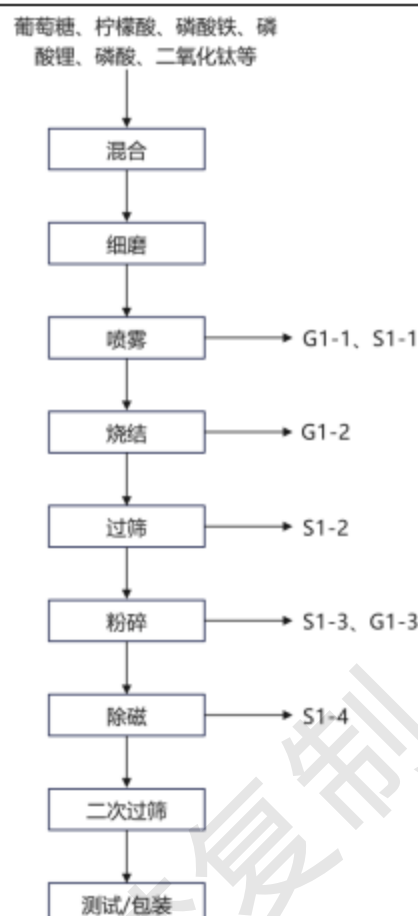 葡萄糖、柠檬酸、磷酸铁、磷
酸锂、磷酸、二氧化钛等
混合
细磨
喷雾
G1-1、S1-1
烧结
G1-2
过筛
S1-2
粉碎
S1-3、G1-3
除磁
S1-4
二次过筛
测试/包装
复制